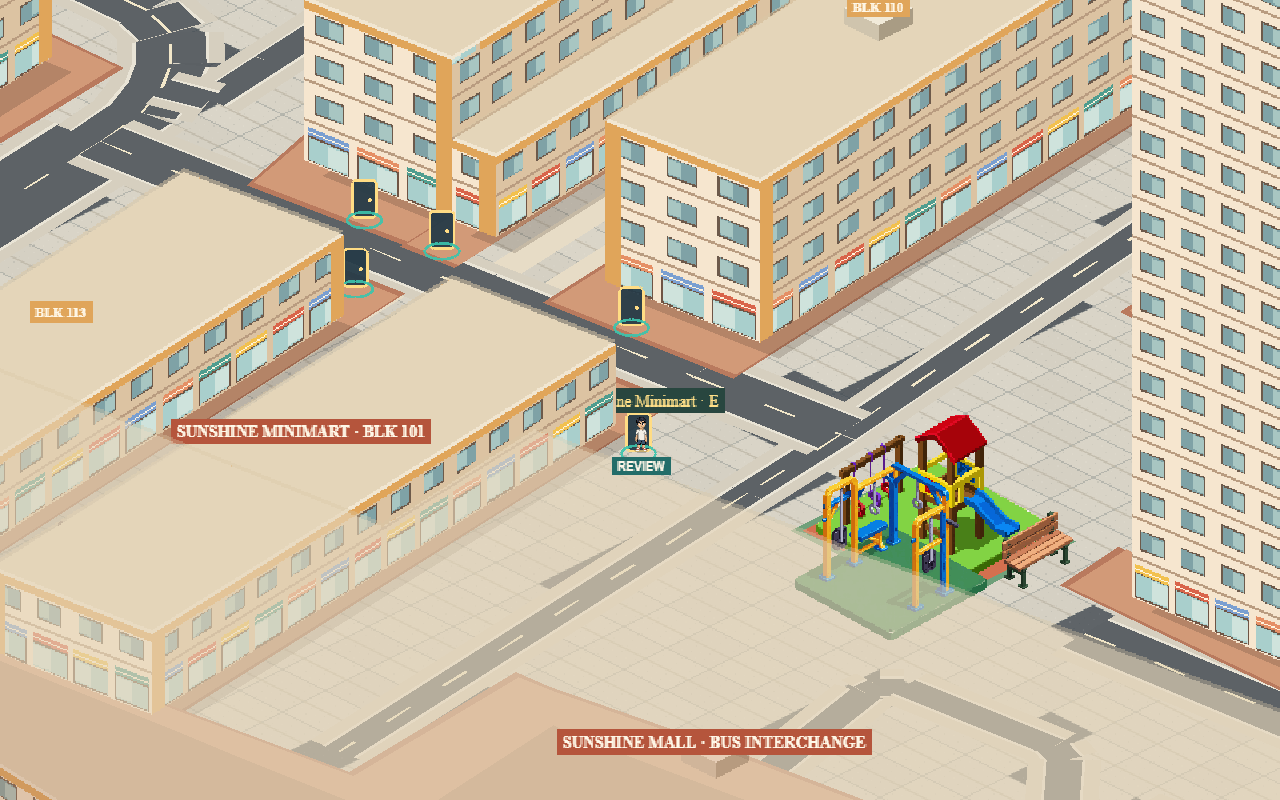 BLK 110
BLK 113
ne Minimart · E
SUNSHINE MINIMART · BLK 101
REVIEW
SUNSHINE MALL · BUS INTERCHANGE